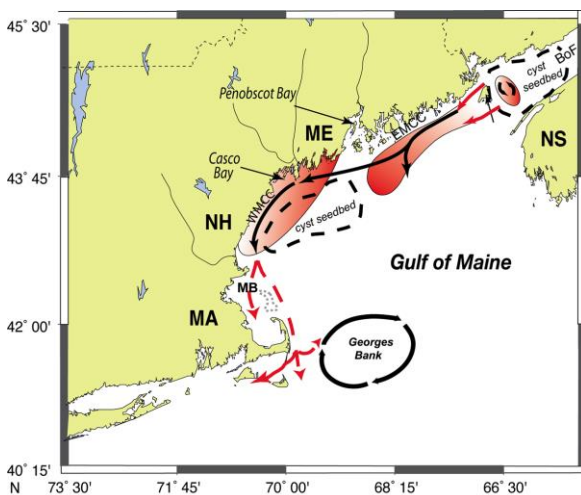 45 30'
BoF
cyst
seedbed
Penobscot Bay
ME
EMCC
NS
Casco
Bay
43 45'
WMCC
cyst seedbed
NH
Gulf of Maine
MB
42 00'
MA
Georges
Bank
40 15'
N
73 30'
71 45'
70 00'
68 15'
66 30'